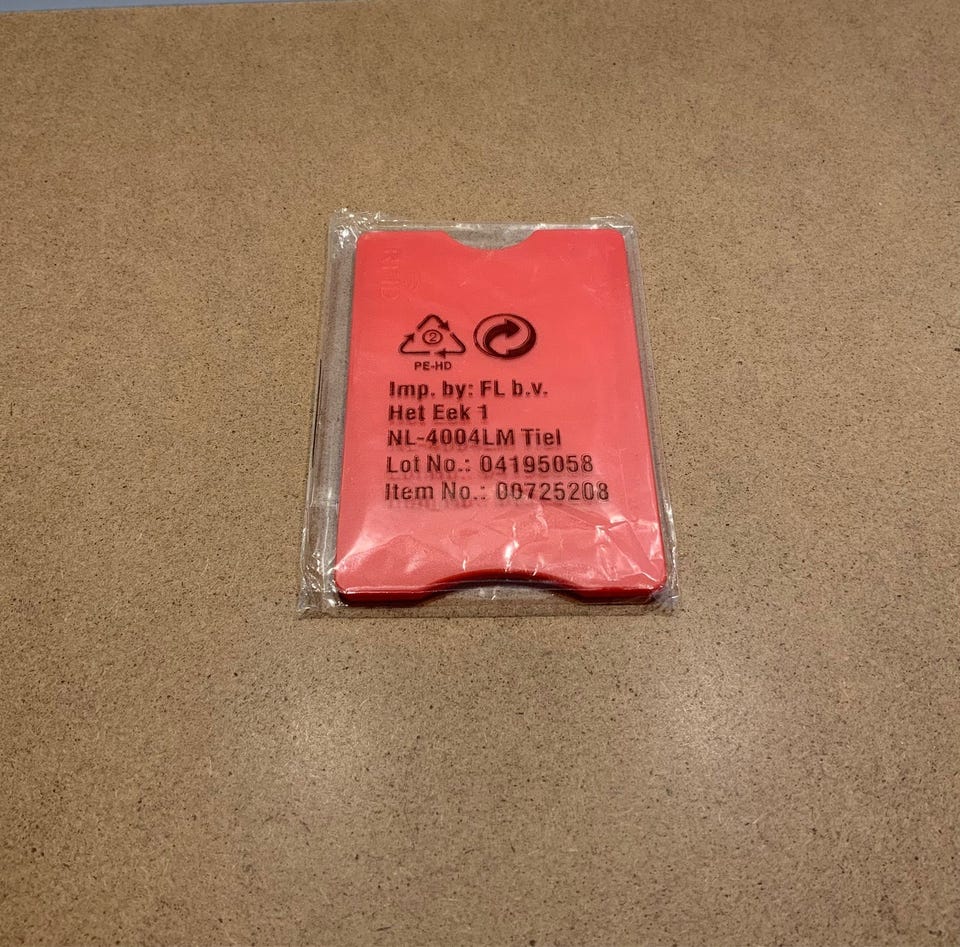 RFID
2
PE-HD
Imp. by: FL b.v.
Het Eek 1
NL-4004LM Tiel
Lot No.: 04195058
Item No.: 00725208